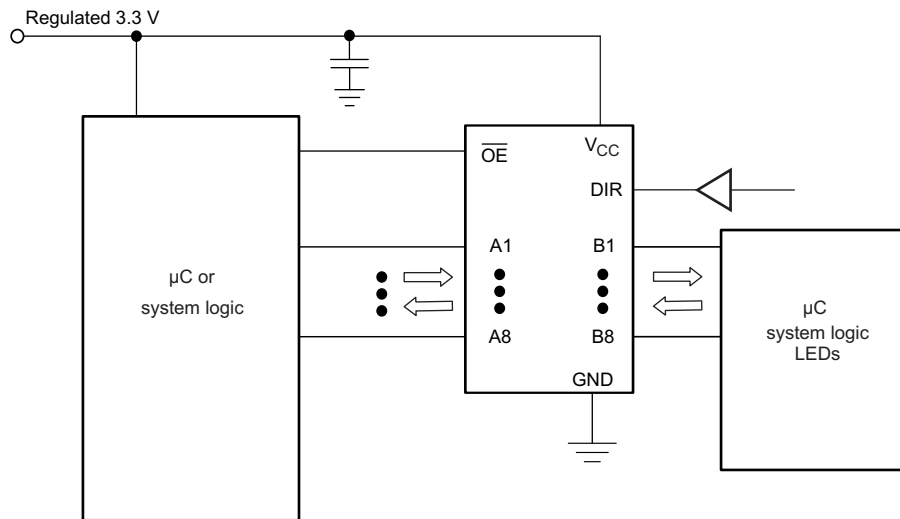 Regulated 3.3 V
OE
VCC
DIR
A1
B1
µC or
system logic
A8
B8
µC
system logic
LEDs
GND